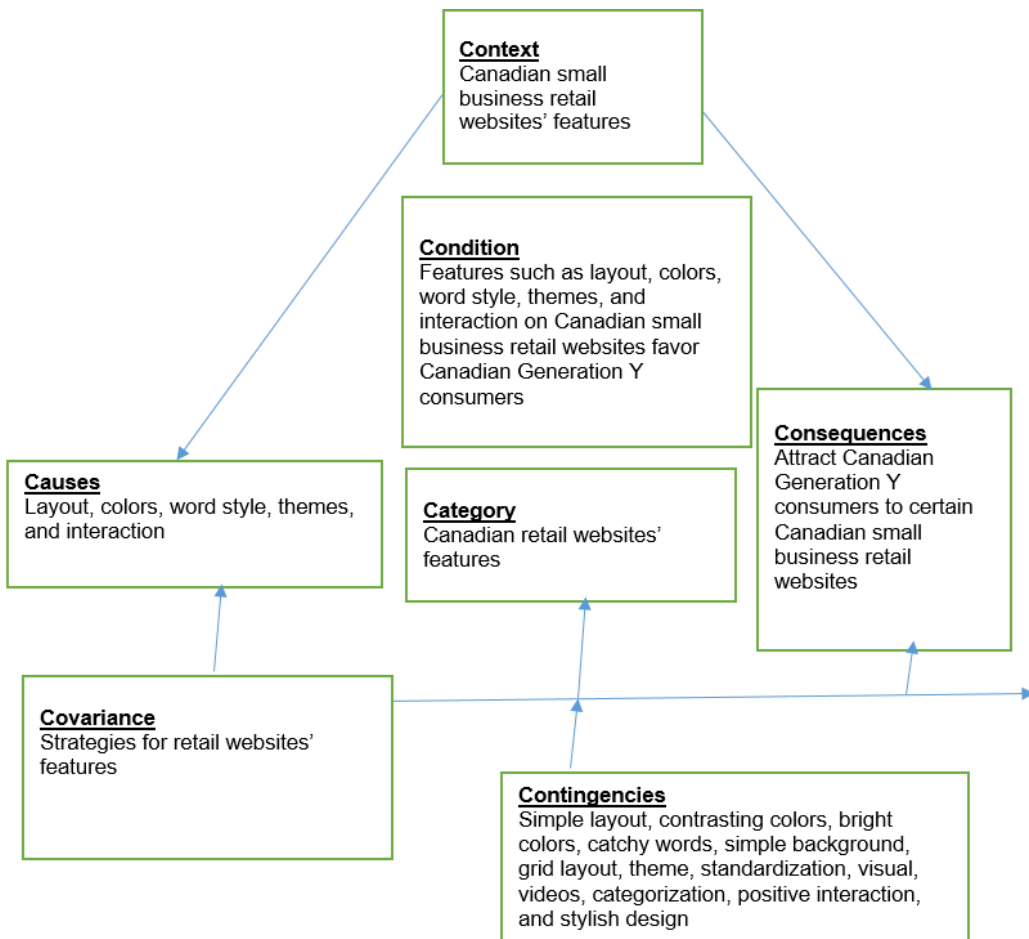 Context
Canadian small
business retail
websites’ features
Condition
Features such as layout, colors,
word style, themes, and
interaction on Canadian small
business retail websites favor
Canadian Generation Y
consumers
Consequences
Attract Canadian
Generation Y
consumers to certain
Canadian small
business retail
websites
Causes
Layout, colors, word style, themes,
and interaction
Category
Canadian retail websites’
features
Covariance
Strategies for retail websites’
features
Contingencies
Simple layout, contrasting colors, bright
colors, catchy words, simple background,
grid layout, theme, standardization, visual,
videos, categorization, positive interaction,
and stylish design